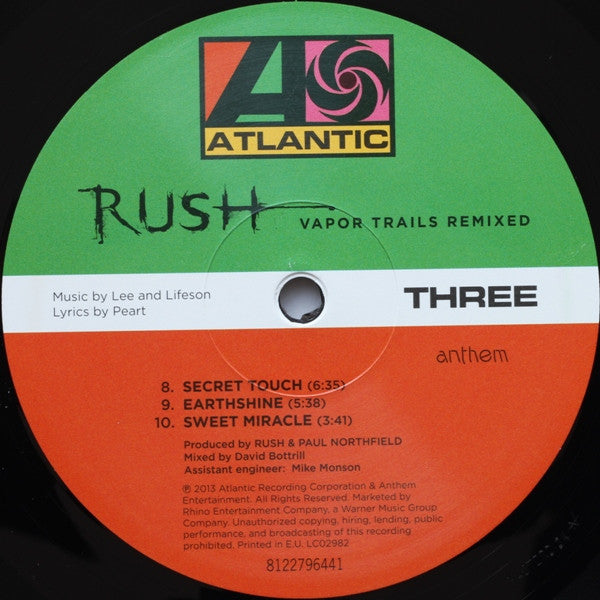 ATLANTIC
RUSH
VAPOR TRAILS REMIXED
Music by Lee and Lifeson
Lyrics by Peart
THREE
anthem
8. SECRET TOUCH (6:35)
9. EARTHSHINE (5:38)
10. SWEET MIRACLE (3:41)
Produced by RUSH & PAUL NORTHFIELD
Mixed by David Bottrill
Assistant engineer: Mike Monson
℗ 2013 Atlantic Recording Corporation & Anthem
Entertainment. All Rights Reserved. Marketed by
Rhino Entertainment Company, a Warner Music Group
Company. Unauthorized copying, hiring, lending, public
performance, and broadcasting of this recording
prohibited. Printed in E.U. LC02982
8122796441